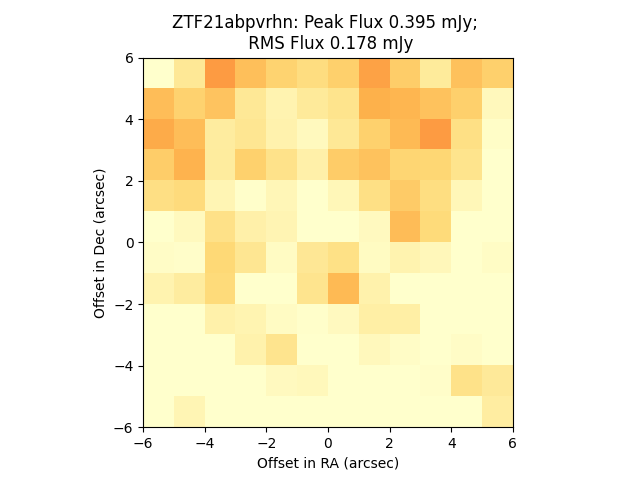 ZTF21abpvrhn: Peak Flux 0.395 mJy;
RMS Flux 0.178 mJy
6
4
2
0
−2
−4
−6
Offset in Dec (arcsec)
−6 −4 −2 0 2 4 6
Offset in RA (arcsec)